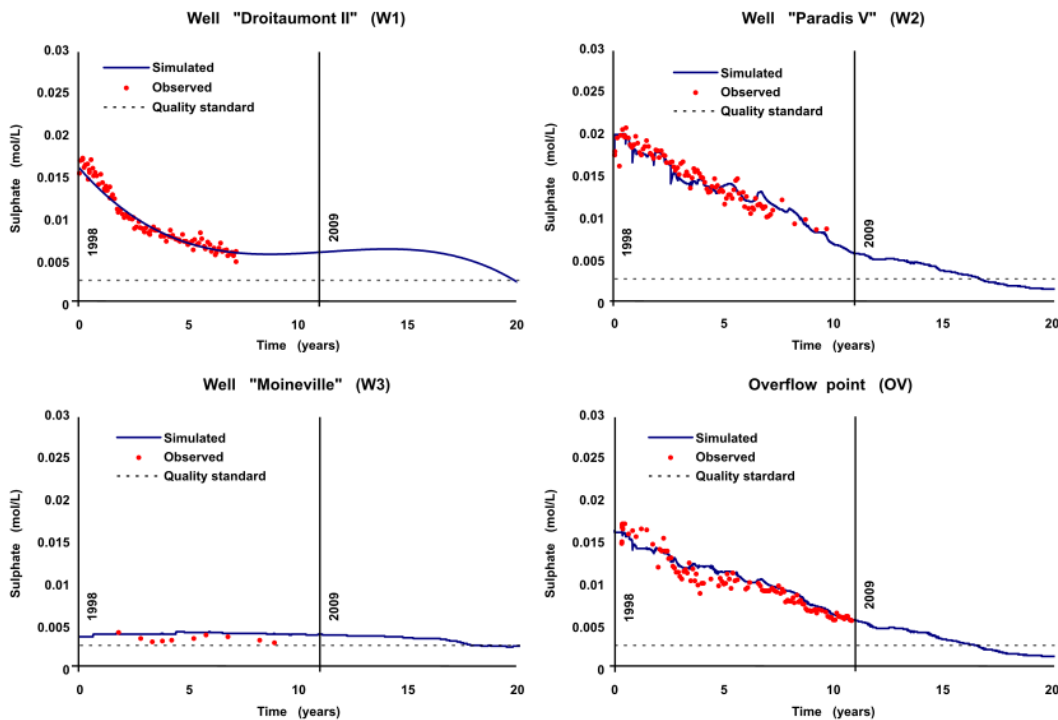 Well "Droitaumont II" (W1)
0.03
0.025
0.02
0.015
0.01
0.005
0
Sulphate (mol/L)
Simulated
Observed
Quality standard
1998
2009
0 5 10 15 20
Time (years)
Well "Paradis V" (W2)
0.03
0.025
0.02
0.015
0.01
0.005
0
Sulphate (mol/L)
Simulated
Observed
Quality standard
1998
2009
0 5 10 15 20
Time (years)
Well "Moineville" (W3)
0.03
0.025
0.02
0.015
0.01
0.005
0
Sulphate (mol/L)
Simulated
Observed
Quality standard
1998
2009
0 5 10 15 20
Time (years)
Overflow point (OV)
0.03
0.025
0.02
0.015
0.01
0.005
0
Sulphate (mol/L)
Simulated
Observed
Quality stardard
1998
2009
0 5 10 15 20
Time (years)